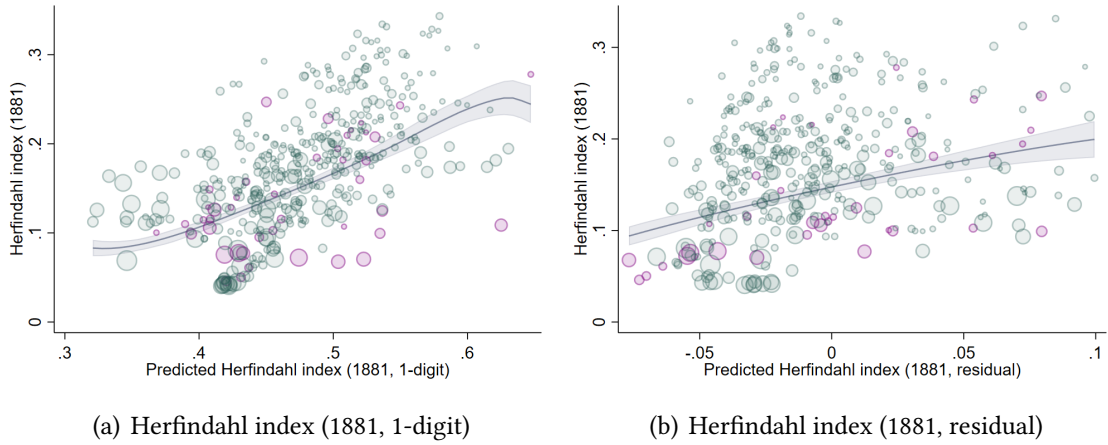 Herfindahl index (1881)
.3
.2
.1
0
.3
.4
.5
.6
Predicted Herfindahl index (1881, 1-digit)
(a) Herfindahl index (1881, 1-digit)
Herfindahl index (1881)
.3
.2
.1
0
-.05
0
.05
.1
Predicted Herfindahl index (1881, residual)
(b) Herfindahl index (1881, residual)